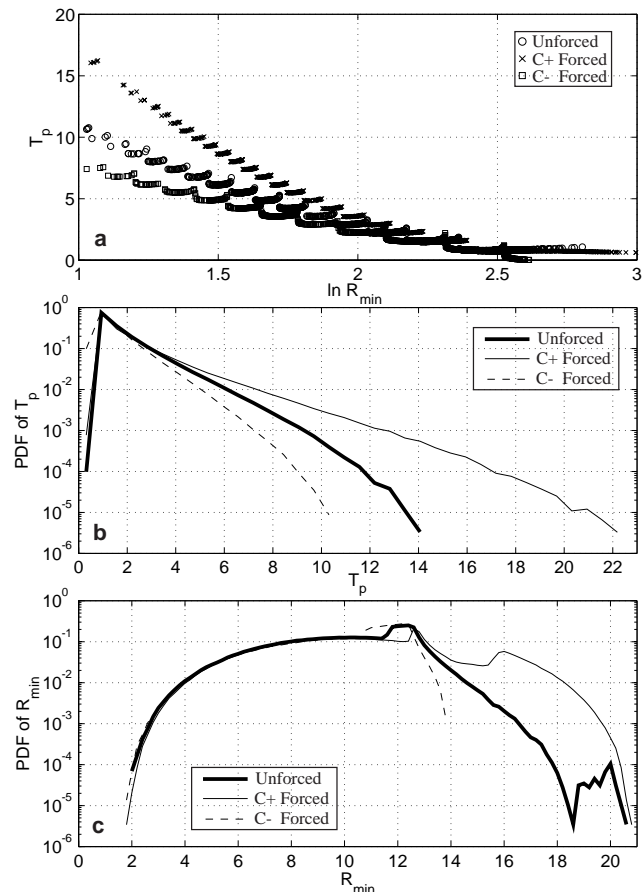 20
15
10
5
0
T_p
a
Unforced
C+ Forced
C- Forced
1 1.5 2 2.5 3
ln R_min
10^0
10^-1
10^-2
10^-3
10^-4
10^-5
10^-6
PDF of T_p
b
Unforced
C+ Forced
C- Forced
0 2 4 6 8 10 12 14 16 18 20 22
T_p
10^0
10^-1
10^-2
10^-3
10^-4
10^-5
10^-6
PDF of R_min
c
Unforced
C+ Forced
C- Forced
0 2 4 6 8 10 12 14 16 18 20
R_min